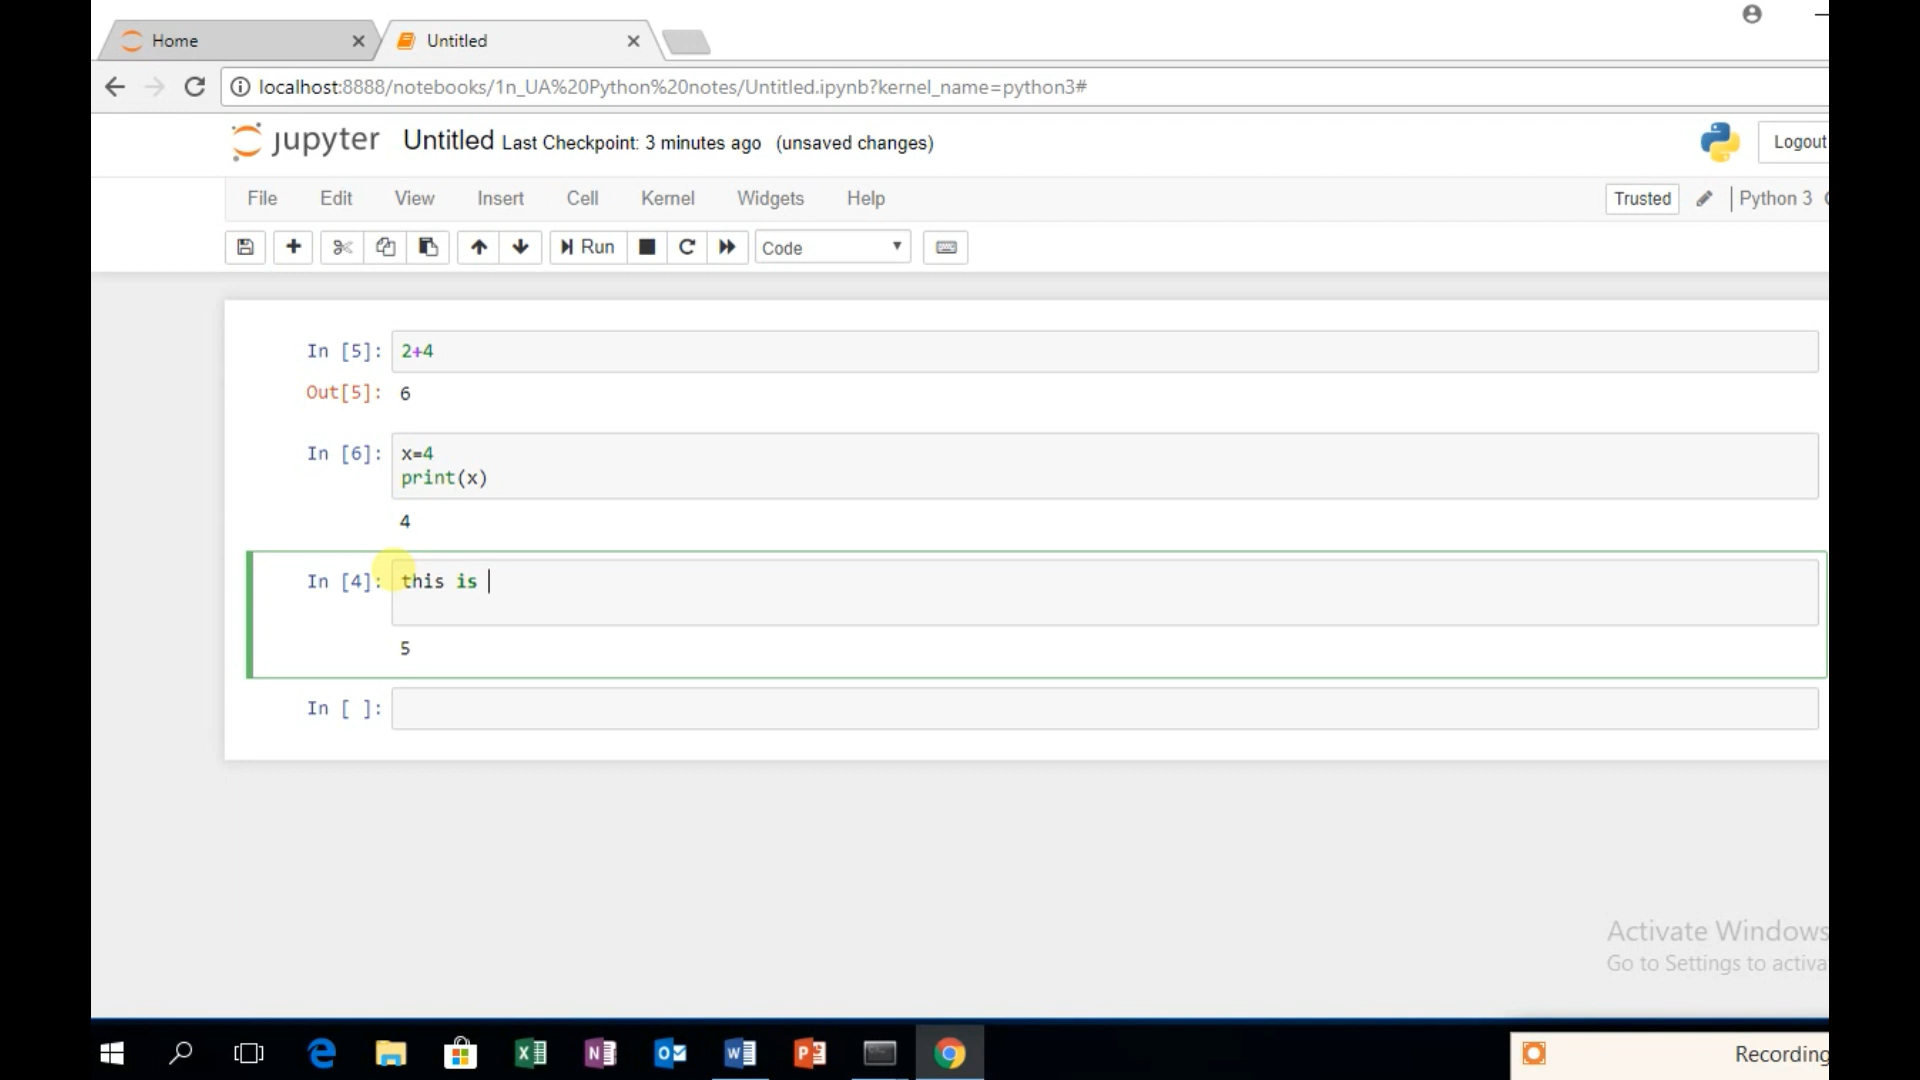 Home
Untitled
localhost:8888/notebooks/1n_UA%20Python%20notes/Untitled.ipynb?kernel_name=python3#
jupyter Untitled Last Checkpoint: 3 minutes ago (unsaved changes)
Logout
File Edit View Insert Cell Kernel Widgets Help
Trusted Python 3
Run Code
In [5]: 2+4
Out[5]: 6
In [6]: x=4
print(x)
4
In [4]: this is
5
In [ ]:
Activate Windows
Go to Settings to activa
Recording